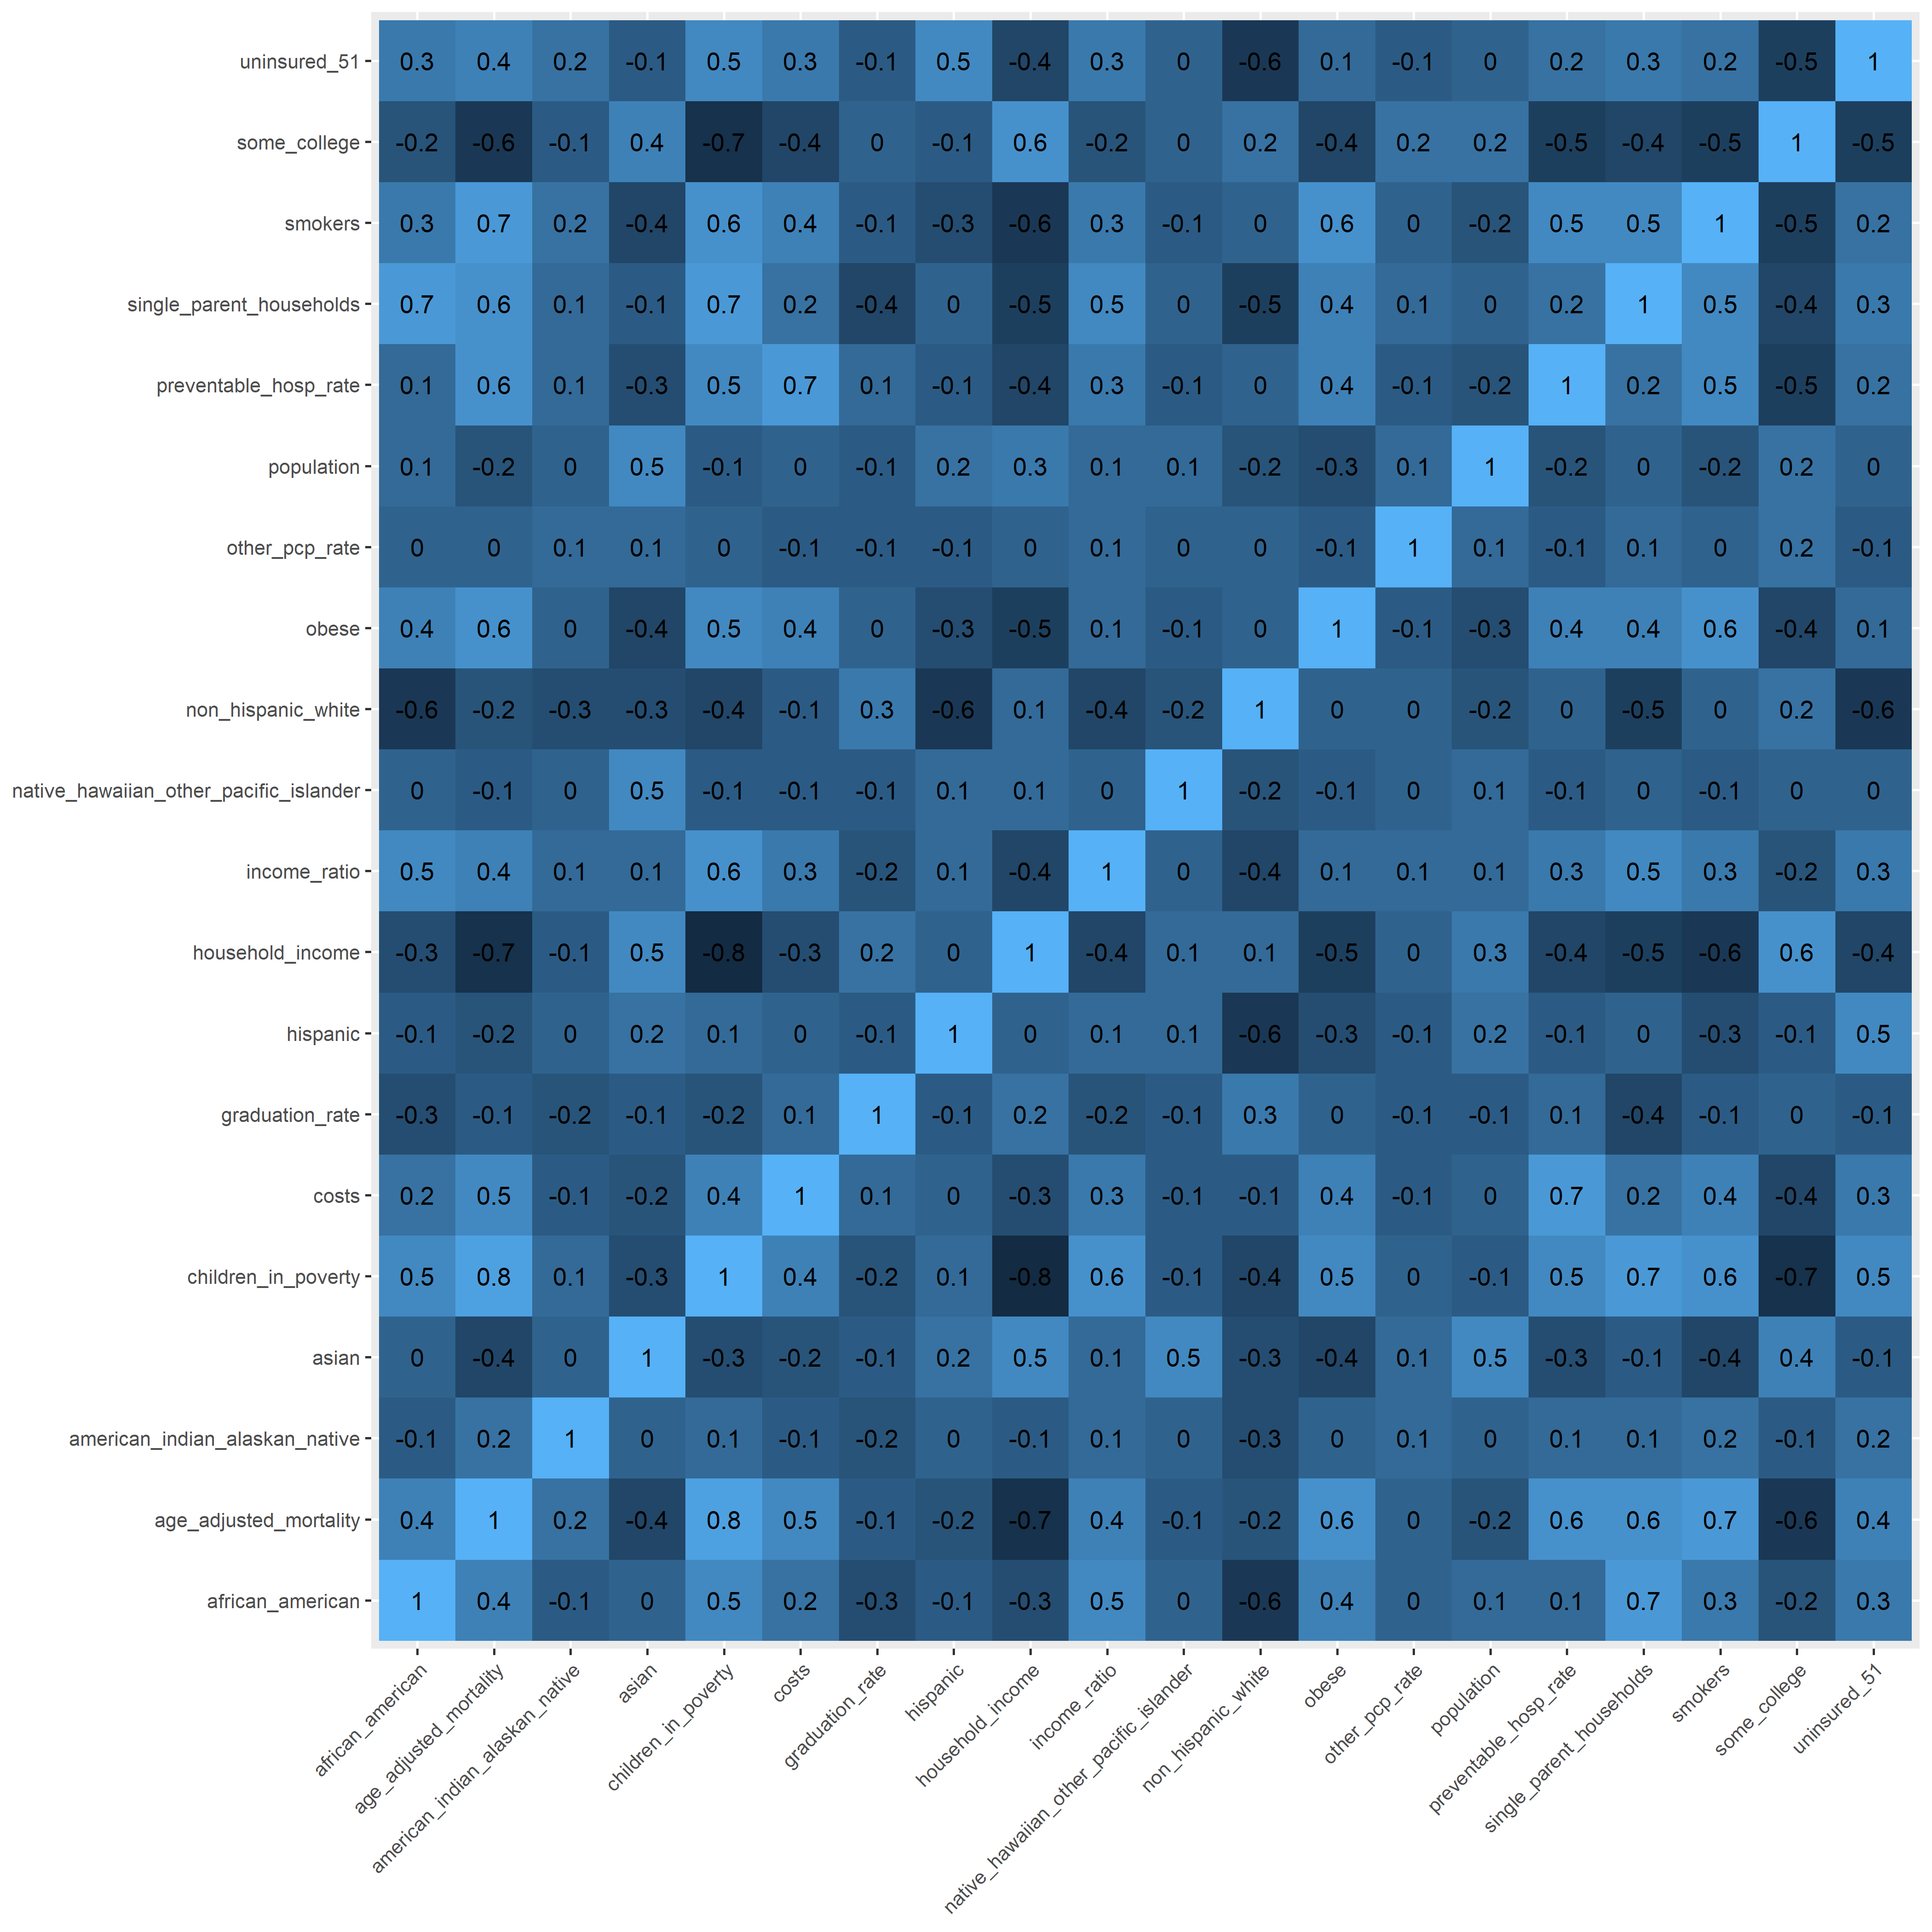 uninsured_51 0.3 0.4 0.2 -0.1 0.5 0.3 -0.1 0.5 -0.4 0.3 0 -0.6 0.1 -0.1 0 0.2 0.3 0.2 -0.5 1
some_college -0.2 -0.6 -0.1 0.4 -0.7 -0.4 0 -0.1 0.6 -0.2 0 0.2 -0.4 0.2 0.2 -0.5 -0.4 -0.5 1 -0.5
smokers 0.3 0.7 0.2 -0.4 0.6 0.4 -0.1 -0.3 -0.6 0.3 -0.1 0 0.6 0 -0.2 0.5 0.5 1 -0.5 0.2
single_parent_households 0.7 0.6 0.1 -0.1 0.7 0.2 -0.4 0 -0.5 0.5 0 -0.5 0.4 0.1 0 0.2 1 0.5 -0.4 0.3
preventable_hosp_rate 0.1 0.6 0.1 -0.3 0.5 0.7 0.1 -0.1 -0.4 0.3 -0.1 0 0.4 -0.1 -0.2 1 0.2 0.5 -0.5 0.2
population 0.1 -0.2 0 0.5 -0.1 0 -0.1 0.2 0.3 0.1 0.1 -0.2 -0.3 0.1 1 -0.2 0 -0.2 0.2 0
other_pcp_rate 0 0 0.1 0.1 0 -0.1 -0.1 -0.1 0 0.1 0 0 -0.1 1 0.1 -0.1 0.1 0 0.2 -0.1
obese 0.4 0.6 0 -0.4 0.5 0.4 0 -0.3 -0.5 0.1 -0.1 0 1 -0.1 -0.3 0.4 0.4 0.6 -0.4 0.1
non_hispanic_white -0.6 -0.2 -0.3 -0.3 -0.4 -0.1 0.3 -0.6 0.1 -0.4 -0.2 1 0 0 -0.2 0 -0.5 0 0.2 -0.6
native_hawaiian_other_pacific_islander 0 -0.1 0 0.5 -0.1 -0.1 -0.1 0.1 0.1 0 1 -0.2 -0.1 0 0.1 -0.1 0 -0.1 0 0
income_ratio 0.5 0.4 0.1 0.1 0.6 0.3 -0.2 0.1 -0.4 1 0 -0.4 0.1 0.1 0.1 0.3 0.5 0.3 -0.2 0.3
household_income -0.3 -0.7 -0.1 0.5 -0.8 -0.3 0.2 0 1 -0.4 0.1 0.1 -0.5 0 0.3 -0.4 -0.5 -0.6 0.6 -0.4
hispanic -0.1 -0.2 0 0.2 0.1 0 -0.1 1 0 0.1 0.1 -0.6 -0.3 -0.1 0.2 -0.1 0 -0.3 -0.1 0.5
graduation_rate -0.3 -0.1 -0.2 -0.1 -0.2 0.1 1 -0.1 0.2 -0.2 -0.1 0.3 0 -0.1 -0.1 0.1 -0.4 -0.1 0 -0.1
costs 0.2 0.5 -0.1 -0.2 0.4 1 0.1 0 -0.3 0.3 -0.1 -0.1 0.4 -0.1 0 0.7 0.2 0.4 -0.4 0.3
children_in_poverty 0.5 0.8 0.1 -0.3 1 0.4 -0.2 0.1 -0.8 0.6 -0.1 -0.4 0.5 0 -0.1 0.5 0.7 0.6 -0.7 0.5
asian 0 -0.4 0 1 -0.3 -0.2 -0.1 0.2 0.5 0.1 0.5 -0.3 -0.4 0.1 0.5 -0.3 -0.1 -0.4 0.4 -0.1
american_indian_alaskan_native -0.1 0.2 1 0 0.1 -0.1 -0.2 0 -0.1 0.1 0 -0.3 0 0.1 0 0.1 0.1 0.2 -0.1 0.2
age_adjusted_mortality 0.4 1 0.2 -0.4 0.8 0.5 -0.1 -0.2 -0.7 0.4 -0.1 -0.2 0.6 0 -0.2 0.6 0.6 0.7 -0.6 0.4
african_american 1 0.4 -0.1 0 0.5 0.2 -0.3 -0.1 -0.3 0.5 0 -0.6 0.4 0 0.1 0.1 0.7 0.3 -0.2 0.3
african_american
age_adjusted_mortality
american_indian_alaskan_native
asian
children_in_poverty
costs
graduation_rate
hispanic
household_income
income_ratio
native_hawaiian_other_pacific_islander
non_hispanic_white
obese
other_pcp_rate
population
preventable_hosp_rate
single_parent_households
smokers
some_college
uninsured_51